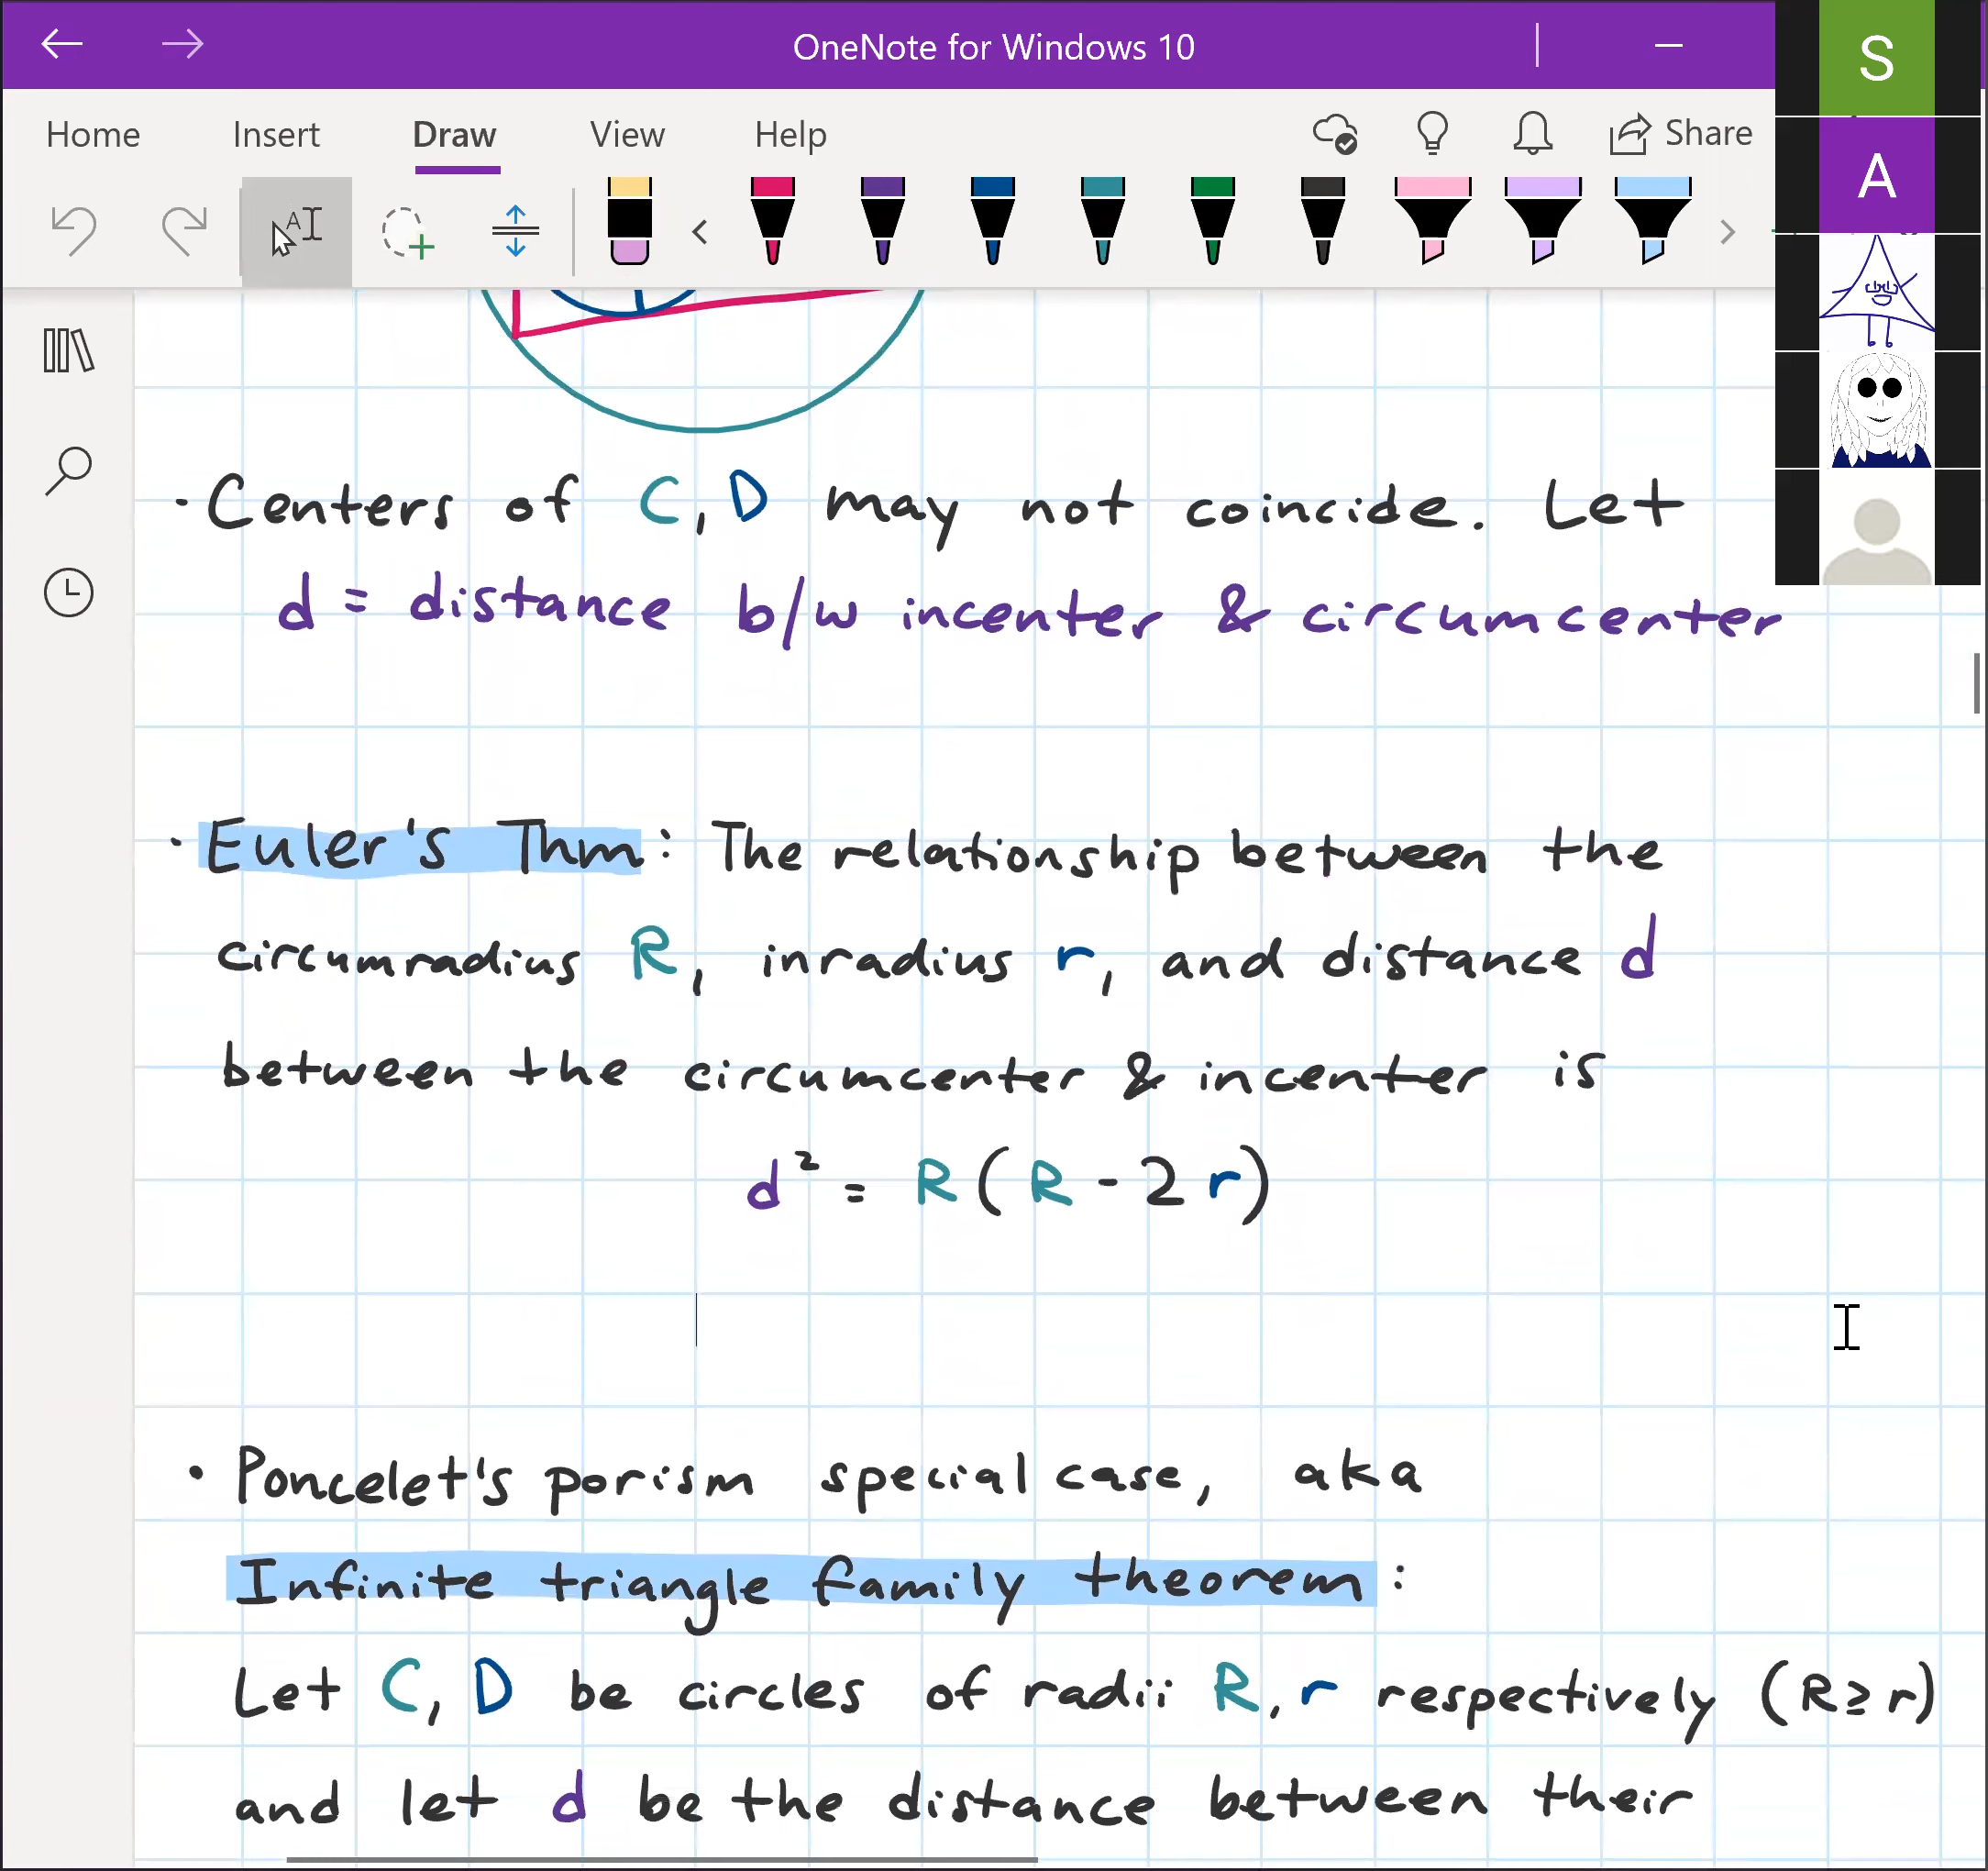 OneNote for Windows 10
Home Insert Draw View Help Share
S
A
· Centers of C, D may not coincide. Let
d = distance b/w incenter & circumcenter
· Euler's Thm: The relationship between the
circumradius R, inradius r, and distance d
between the circumcenter & incenter is
d² = R(R - 2r)
• Poncelet's porism special case, aka
Infinite triangle family theorem:
Let C, D be circles of radii R, r respectively (R≥r)
and let d be the distance between their